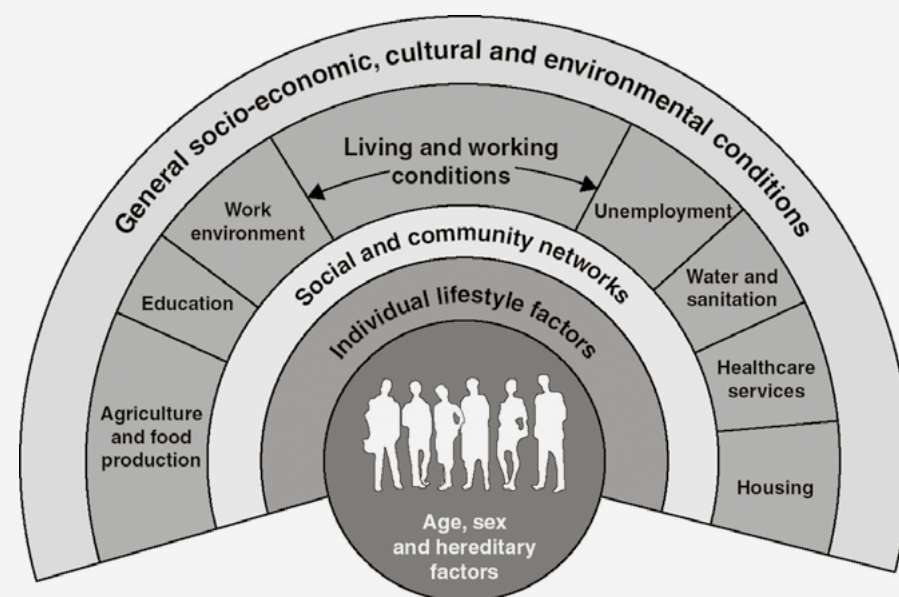 General socio-economic, cultural and environmental conditions
Living and working
conditions
Work
environment
Unemployment
Education
Water and
sanitation
Agriculture
and food
production
Healthcare
services
Housing
Social and community networks
Individual lifestyle factors
Age, sex
and hereditary
factors